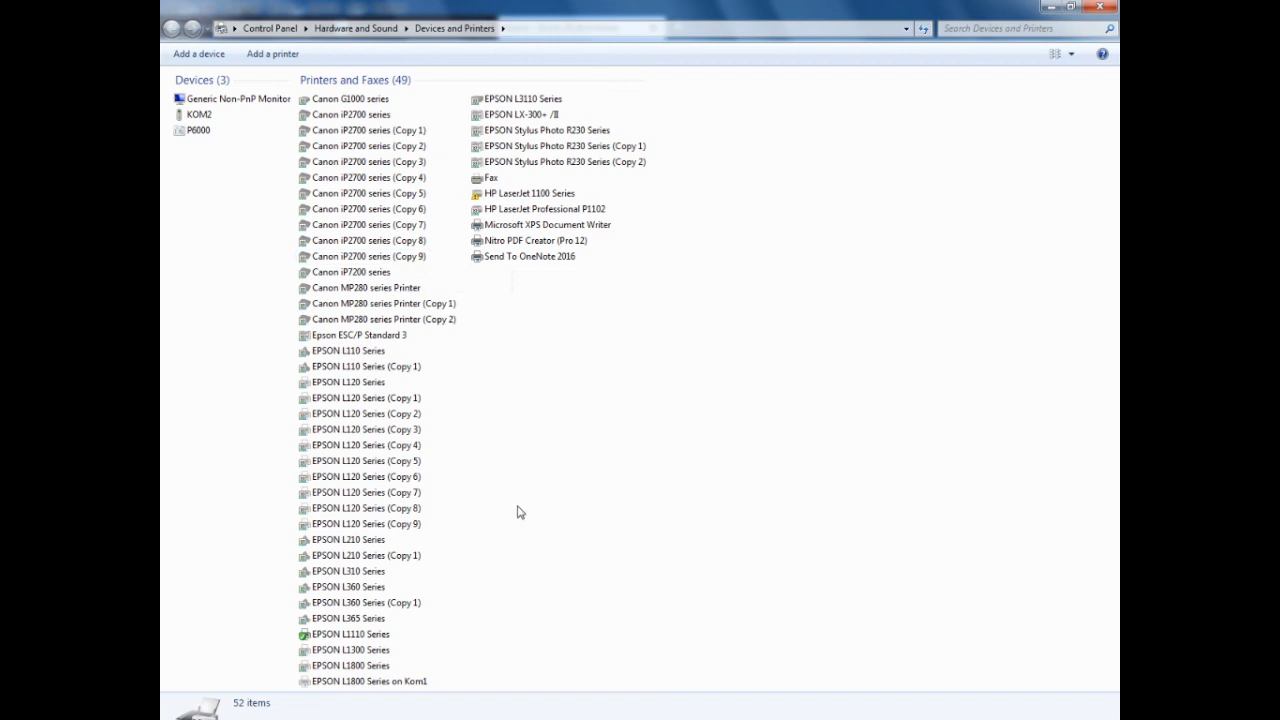 Control Panel Hardware and Sound Devices and Printers Search Devices and Printers
Add a device Add a printer
Devices (3)
Generic Non-PnP Monitor
KOM2
P6000
Printers and Faxes (49)
Canon G1000 series
Canon iP2700 series
Canon iP2700 series (Copy 1)
Canon iP2700 series (Copy 2)
Canon iP2700 series (Copy 3)
Canon iP2700 series (Copy 4)
Canon iP2700 series (Copy 5)
Canon iP2700 series (Copy 6)
Canon iP2700 series (Copy 7)
Canon iP2700 series (Copy 8)
Canon iP2700 series (Copy 9)
Canon iP7200 series
Canon MP280 series Printer
Canon MP280 series Printer (Copy 1)
Canon MP280 series Printer (Copy 2)
Epson ESC/P Standard 3
EPSON L110 Series
EPSON L110 Series (Copy 1)
EPSON L120 Series
EPSON L120 Series (Copy 1)
EPSON L120 Series (Copy 2)
EPSON L120 Series (Copy 3)
EPSON L120 Series (Copy 4)
EPSON L120 Series (Copy 5)
EPSON L120 Series (Copy 6)
EPSON L120 Series (Copy 7)
EPSON L120 Series (Copy 8)
EPSON L120 Series (Copy 9)
EPSON L210 Series
EPSON L210 Series (Copy 1)
EPSON L310 Series
EPSON L360 Series
EPSON L360 Series (Copy 1)
EPSON L365 Series
EPSON L1110 Series
EPSON L1300 Series
EPSON L1800 Series
EPSON L1800 Series on Kom1
EPSON L3110 Series
EPSON LX-300+ /II
EPSON Stylus Photo R230 Series
EPSON Stylus Photo R230 Series (Copy 1)
EPSON Stylus Photo R230 Series (Copy 2)
Fax
HP LaserJet 1100 Series
HP LaserJet Professional P1102
Microsoft XPS Document Writer
Nitro PDF Creator (Pro 12)
Send To OneNote 2016
52 items